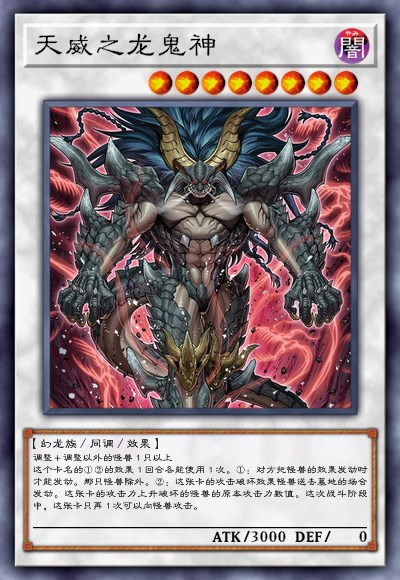 天威之龙鬼神
やみ
闇
【幻龙族／同调／效果】
调整＋调整以外的怪兽１只以上
这个卡名的①②的效果１回合各能使用１次。①：对方把怪兽的效果发动时
才能发动。那只怪兽除外。②：这张卡的攻击破坏效果怪兽送去墓地的场合
发动。这张卡的攻击力上升破坏的怪兽的原本攻击力数值。这次战斗阶段
中，这张卡只再１次可以向怪兽攻击。
ATK/3000 DEF/ 0